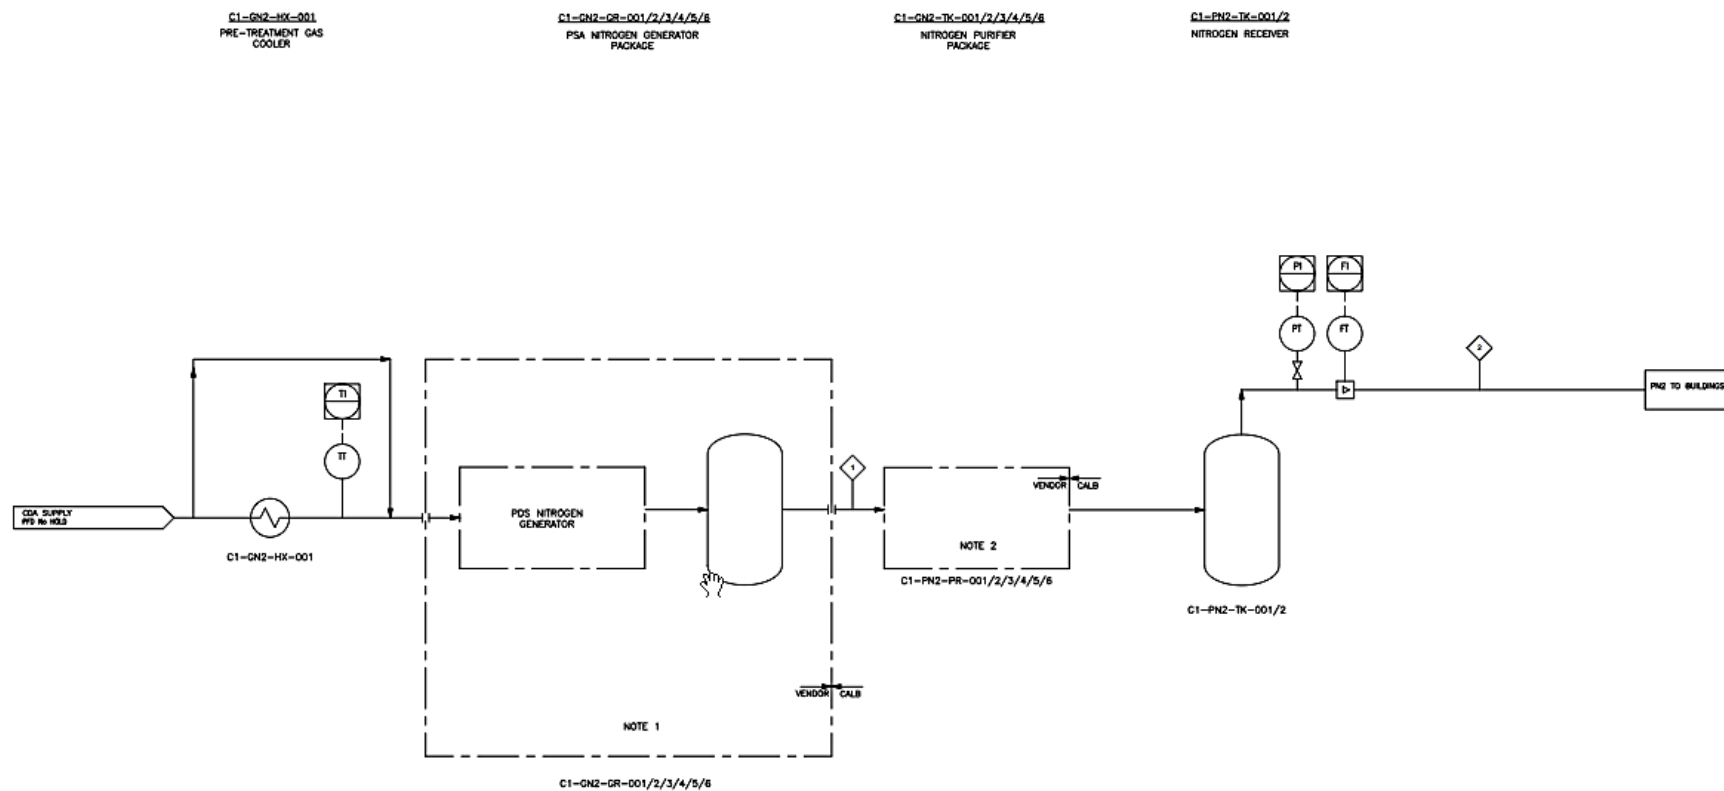 C1-GN2-HX-001
PRE-TREATMENT GAS
COOLER
C1-GN2-GR-001/2/3/4/5/6
PSA NITROGEN GENERATOR
PACKAGE
C1-GN2-TK-001/2/3/4/5/6
NITROGEN PURIFIER
PACKAGE
C1-PN2-TK-001/2
NITROGEN RECEIVER
PI
FI
PT
FT
2
PN2 TO BUILDINGS
TI
TT
1
VENDOR
CALB
CDA SUPPLY
PFD No HOLD
PDS NITROGEN
GENERATOR
NOTE 2
C1-GN2-HX-001
C1-PN2-PR-001/2/3/4/5/6
C1-PN2-TK-001/2
VENDOR
CALB
NOTE 1
C1-GN2-GR-001/2/3/4/5/6